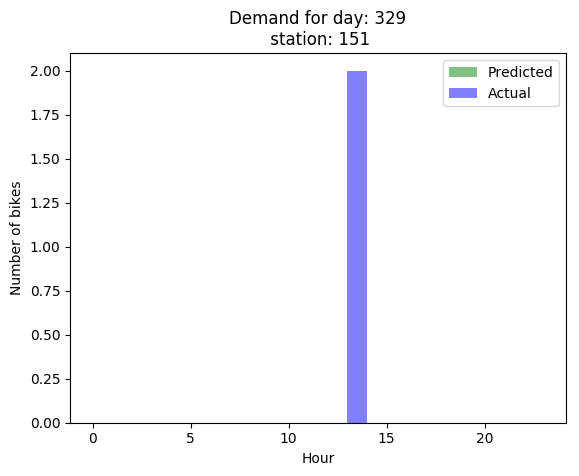 Demand for day: 329
station: 151
Predicted
Actual
Number of bikes
2.00
1.75
1.50
1.25
1.00
0.75
0.50
0.25
0.00
0 5 10 15 20
Hour